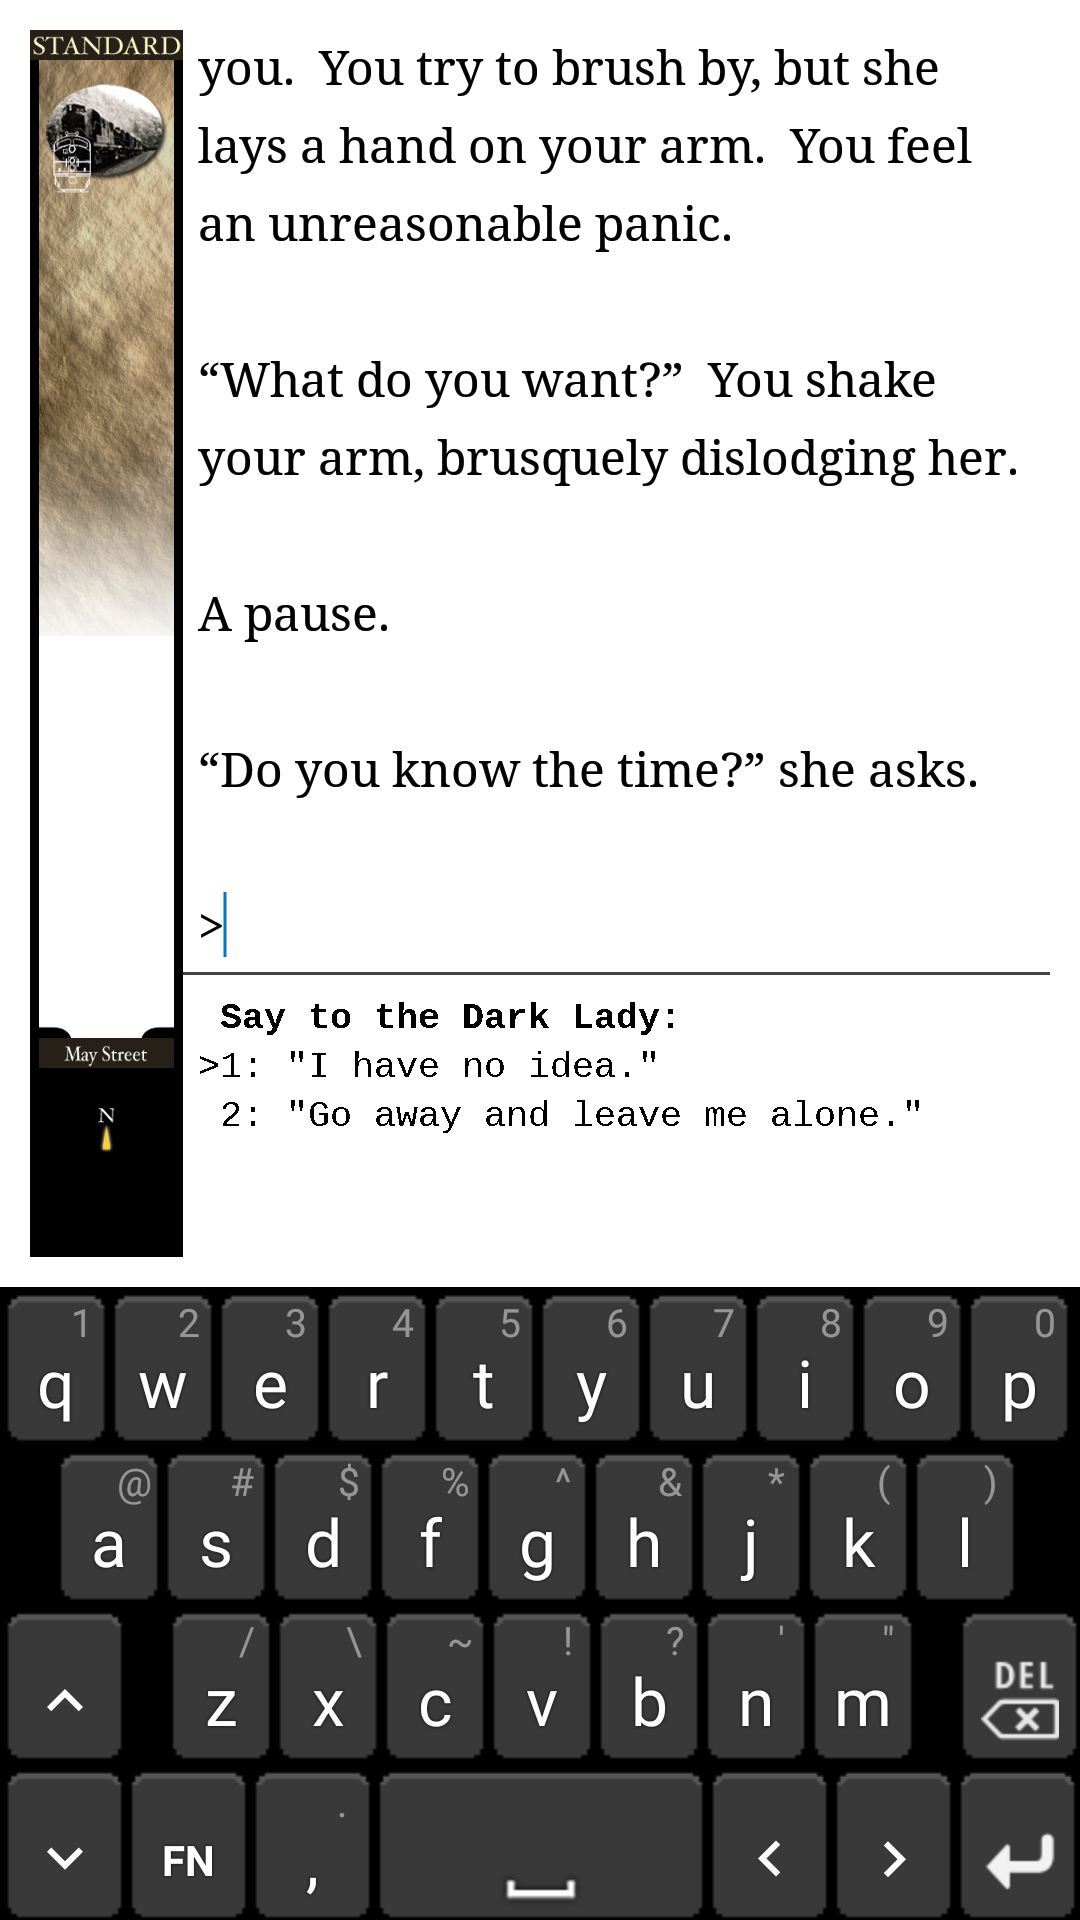 STANDARD
you.  You try to brush by, but she
lays a hand on your arm.  You feel
an unreasonable panic.
“What do you want?”  You shake
your arm, brusquely dislodging her.
A pause.
“Do you know the time?” she asks.
>
Say to the Dark Lady:
>1: "I have no idea."
2: "Go away and leave me alone."
May Street
N
1 2 3 4 5 6 7 8 9 0
q w e r t y u i o p
@ # $ % ^ & * ( )
a s d f g h j k l
/ \ ~ ! ? ' "
z x c v b n m DEL
FN , . < >